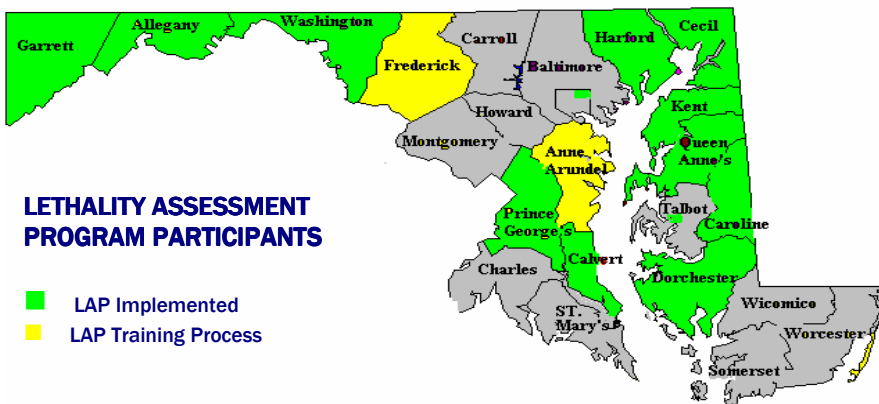 Garrett
Allegany
Washington
Frederick
Carroll
Baltimore
Harford
Cecil
Howard
Montgomery
Kent
Queen
Anne's
Anne
Arundel
Prince
George's
Talbot
Caroline
Calvert
Charles
Dorchester
ST.
Mary's
Wicomico
Worcester
Somerset
LETHALITY ASSESSMENT
PROGRAM PARTICIPANTS
LAP Implemented
LAP Training Process